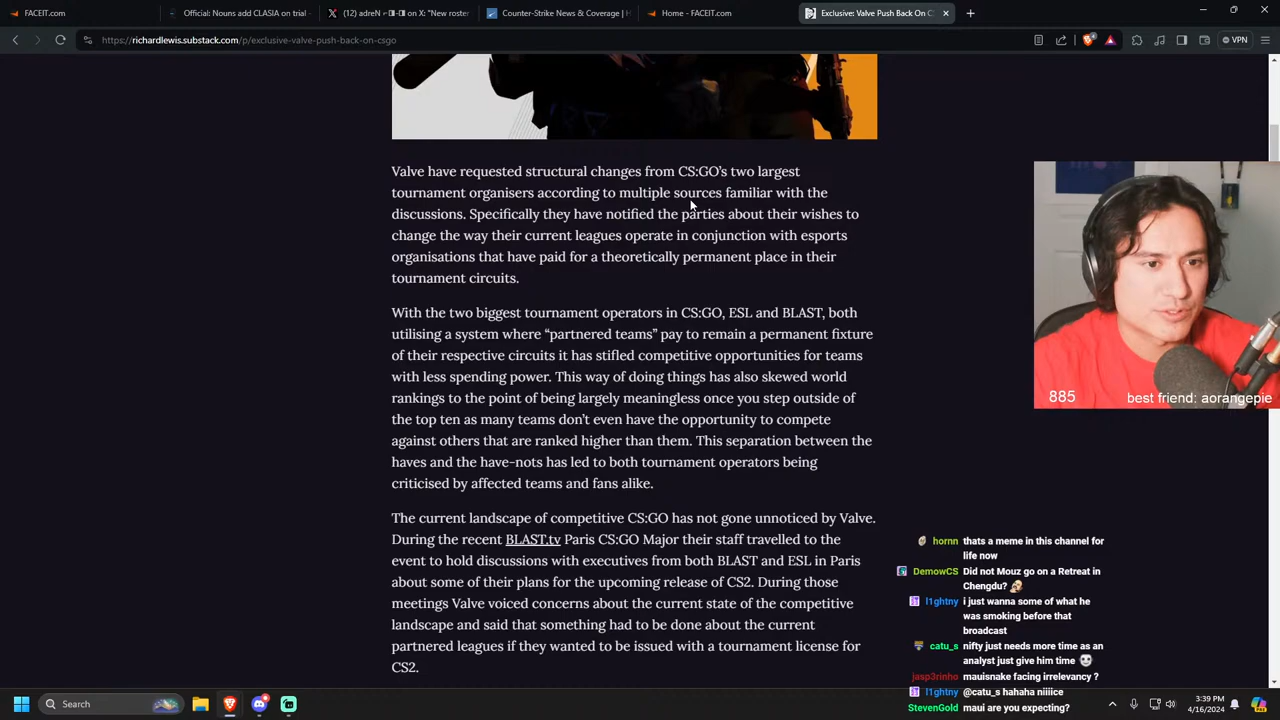 FACEIT.com
Official: Nouns add CLASIA on trial -
(12) adreN on X: "New roster
Counter-Strike News & Coverage | H
Home - FACEIT.com
Exclusive: Valve Push Back On C
https://richardlewis.substack.com/p/exclusive-valve-push-back-on-csgo
VPN
Valve have requested structural changes from CS:GO's two largest
tournament organisers according to multiple sources familiar with the
discussions. Specifically they have notified the parties about their wishes to
change the way their current leagues operate in conjunction with esports
organisations that have paid for a theoretically permanent place in their
tournament circuits.
With the two biggest tournament operators in CS:GO, ESL and BLAST, both
utilising a system where “partnered teams” pay to remain a permanent fixture
of their respective circuits it has stifled competitive opportunities for teams
with less spending power. This way of doing things has also skewed world
rankings to the point of being largely meaningless once you step outside of
the top ten as many teams don’t even have the opportunity to compete
against others that are ranked higher than them. This separation between the
haves and the have-nots has led to both tournament operators being
criticised by affected teams and fans alike.
The current landscape of competitive CS:GO has not gone unnoticed by Valve.
During the recent BLAST.tv Paris CS:GO Major their staff travelled to the
event to hold discussions with executives from both BLAST and ESL in Paris
about some of their plans for the upcoming release of CS2. During those
meetings Valve voiced concerns about the current state of the competitive
landscape and said that something had to be done about the current
partnered leagues if they wanted to be issued with a tournament license for
CS2.
885
best friend: aorangepie
hornn thats a meme in this channel for
life now
DemowCS Did not Mouz go on a Retreat in
Chengdu?
l1ghtny i just wanna some of what he
was smoking before that
broadcast
catu_s nifty just needs more time as an
analyst just give him time
jasp3rinho mauisnake facing irrelevancy ?
l1ghtny @catu_s hahaha niiiice
StevenGold maui are you expecting?
Search
3:39 PM
4/16/2024